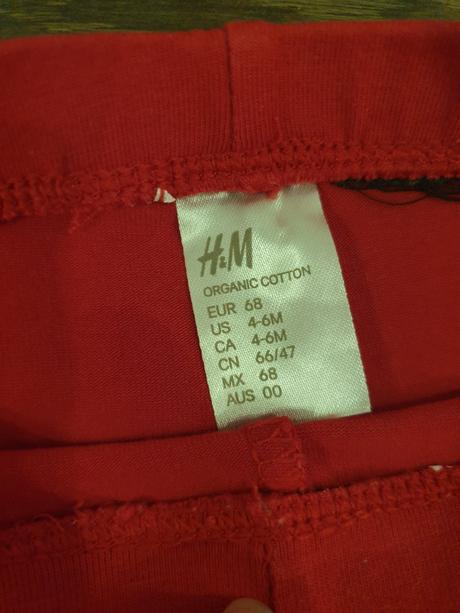 H&M
ORGANIC COTTON
EUR 68
US 4-6M
CA 4-6M
CN 66/47
MX 68
AUS 00